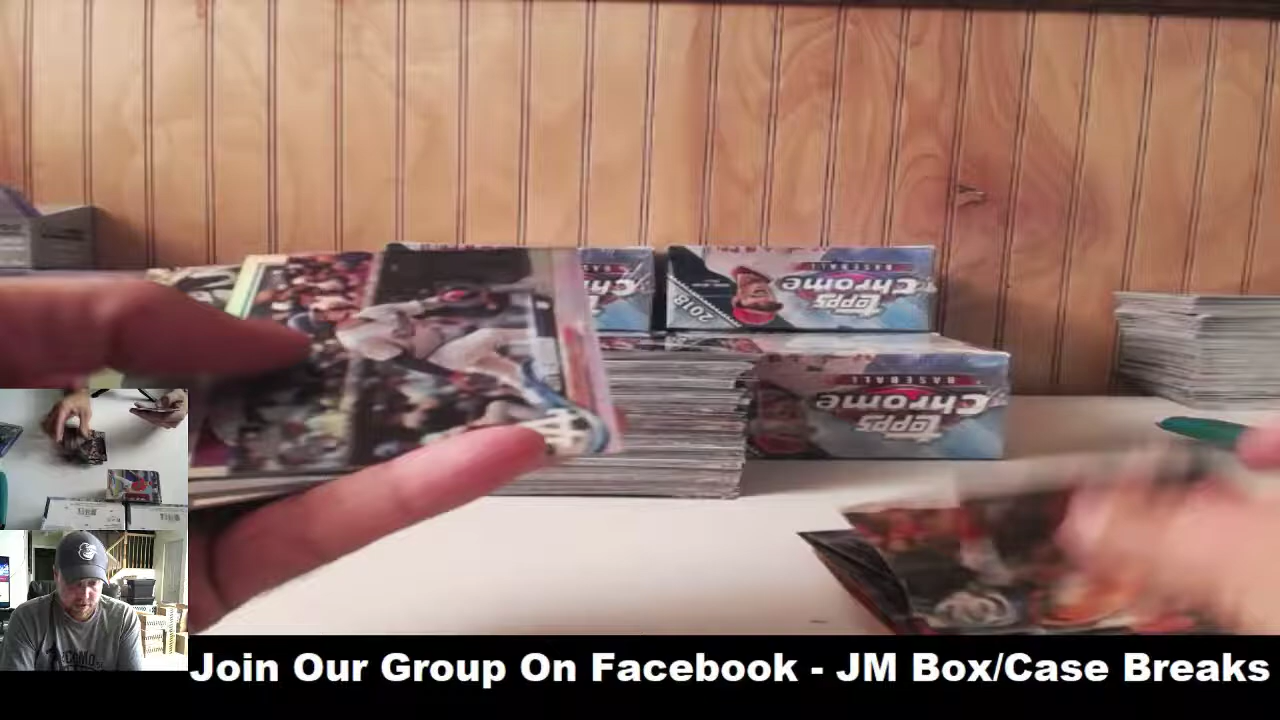 BASEBALL
Chrome
topps
2018
BASEBALL
Chrome
topps
BASEBALL
Chrome
topps
Join Our Group On Facebook - JM Box/Case Breaks